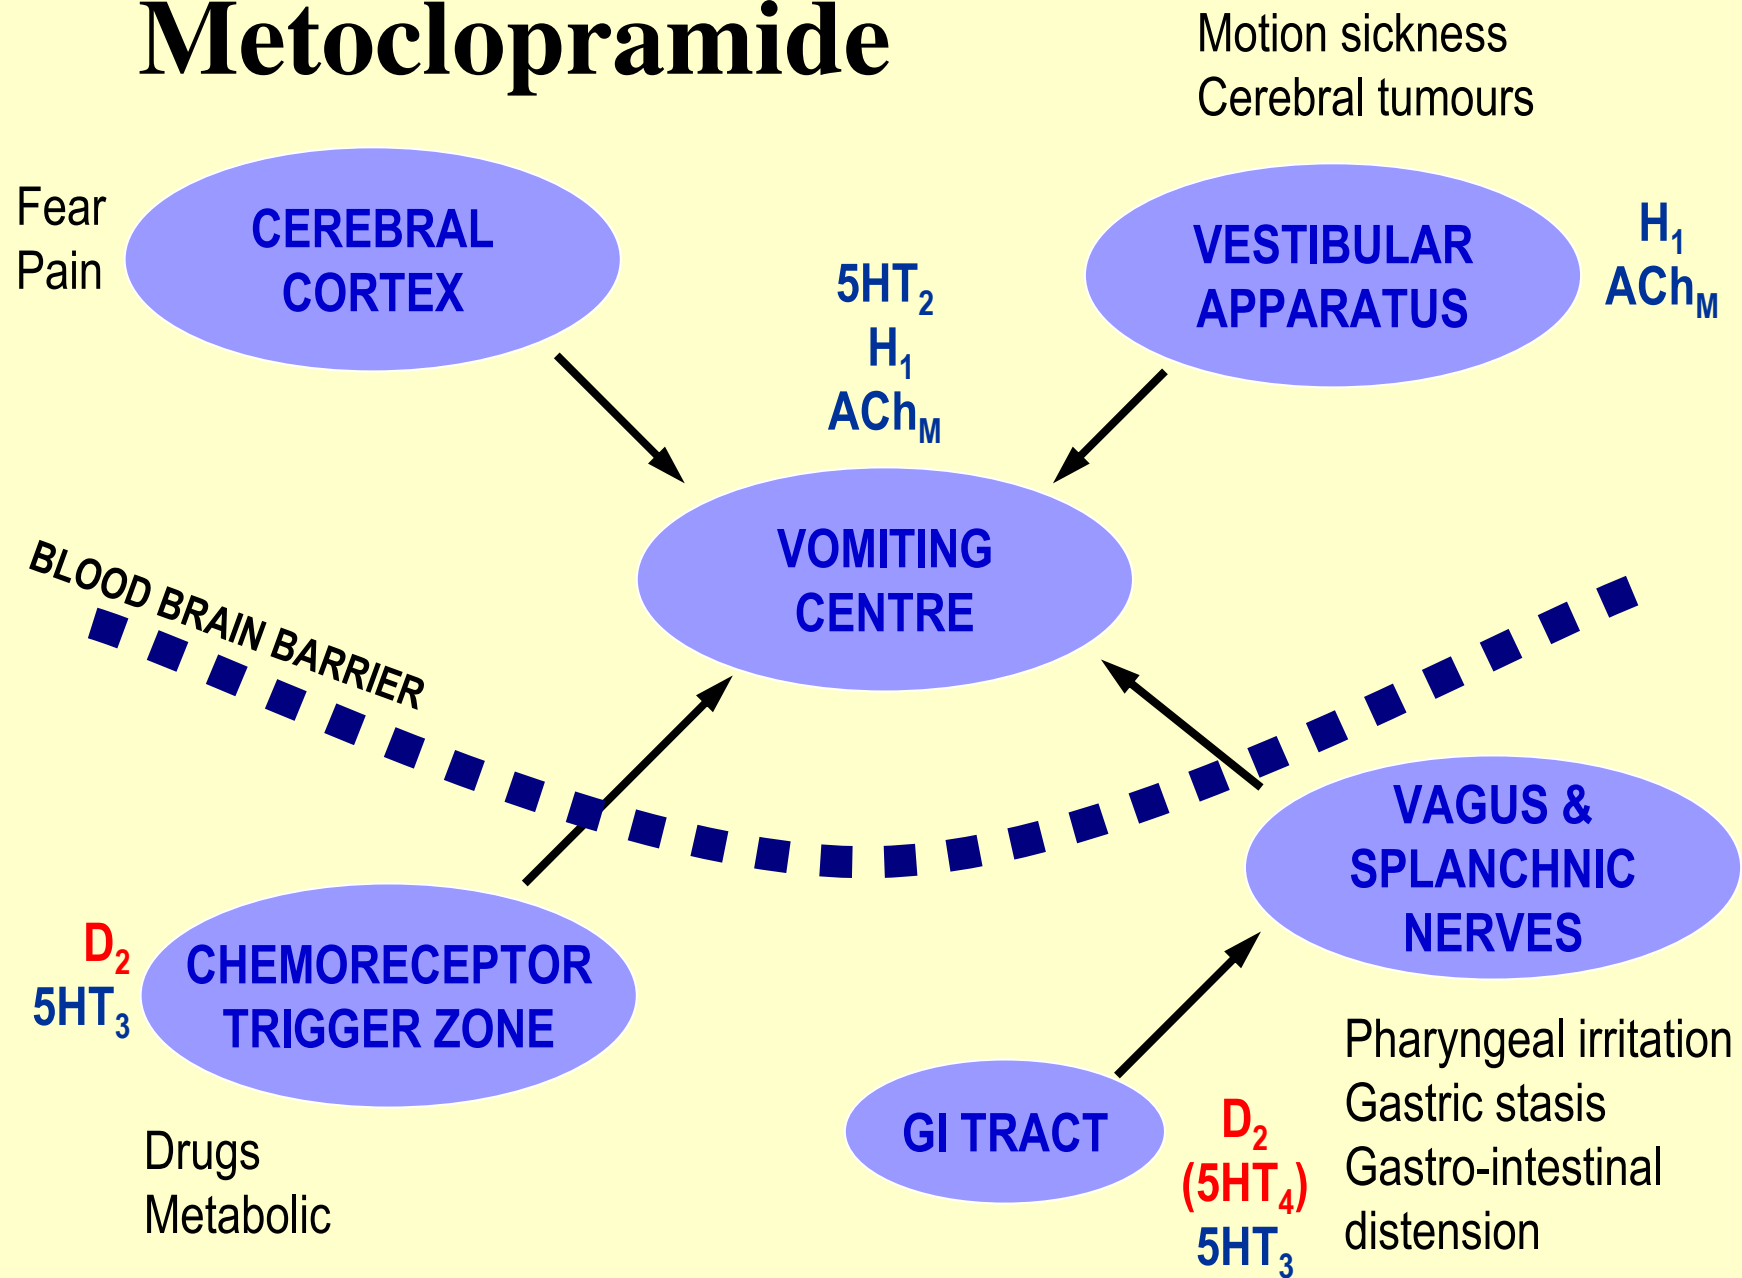 Metoclopramide
Motion sickness
Cerebral tumours
Fear
Pain
CEREBRAL
CORTEX
5HT₂
H₁
AChM
VESTIBULAR
APPARATUS
H₁
AChM
VOMITING
CENTRE
BLOOD BRAIN BARRIER
D₂
5HT₃
CHEMORECEPTOR
TRIGGER ZONE
Drugs
Metabolic
VAGUS &
SPLANCHNIC
NERVES
GI TRACT
D₂
(5HT₄)
5HT₃
Pharyngeal irritation
Gastric stasis
Gastro-intestinal
distension